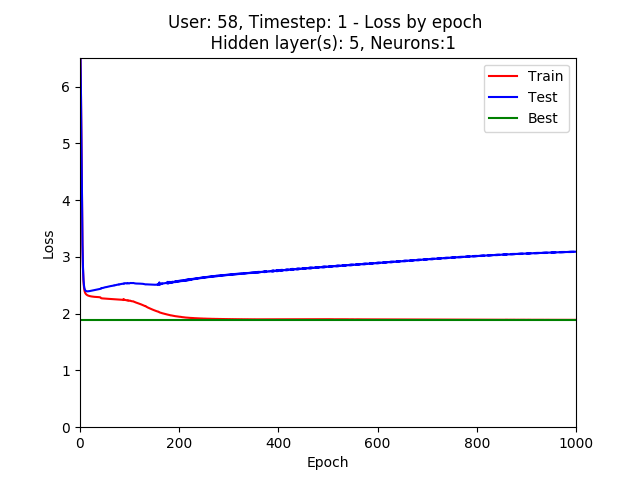 User: 58, Timestep: 1 - Loss by epoch
Hidden layer(s): 5, Neurons:1
Train
Test
Best
6
5
4
3
2
1
0
Loss
0
200
400
600
800
1000
Epoch